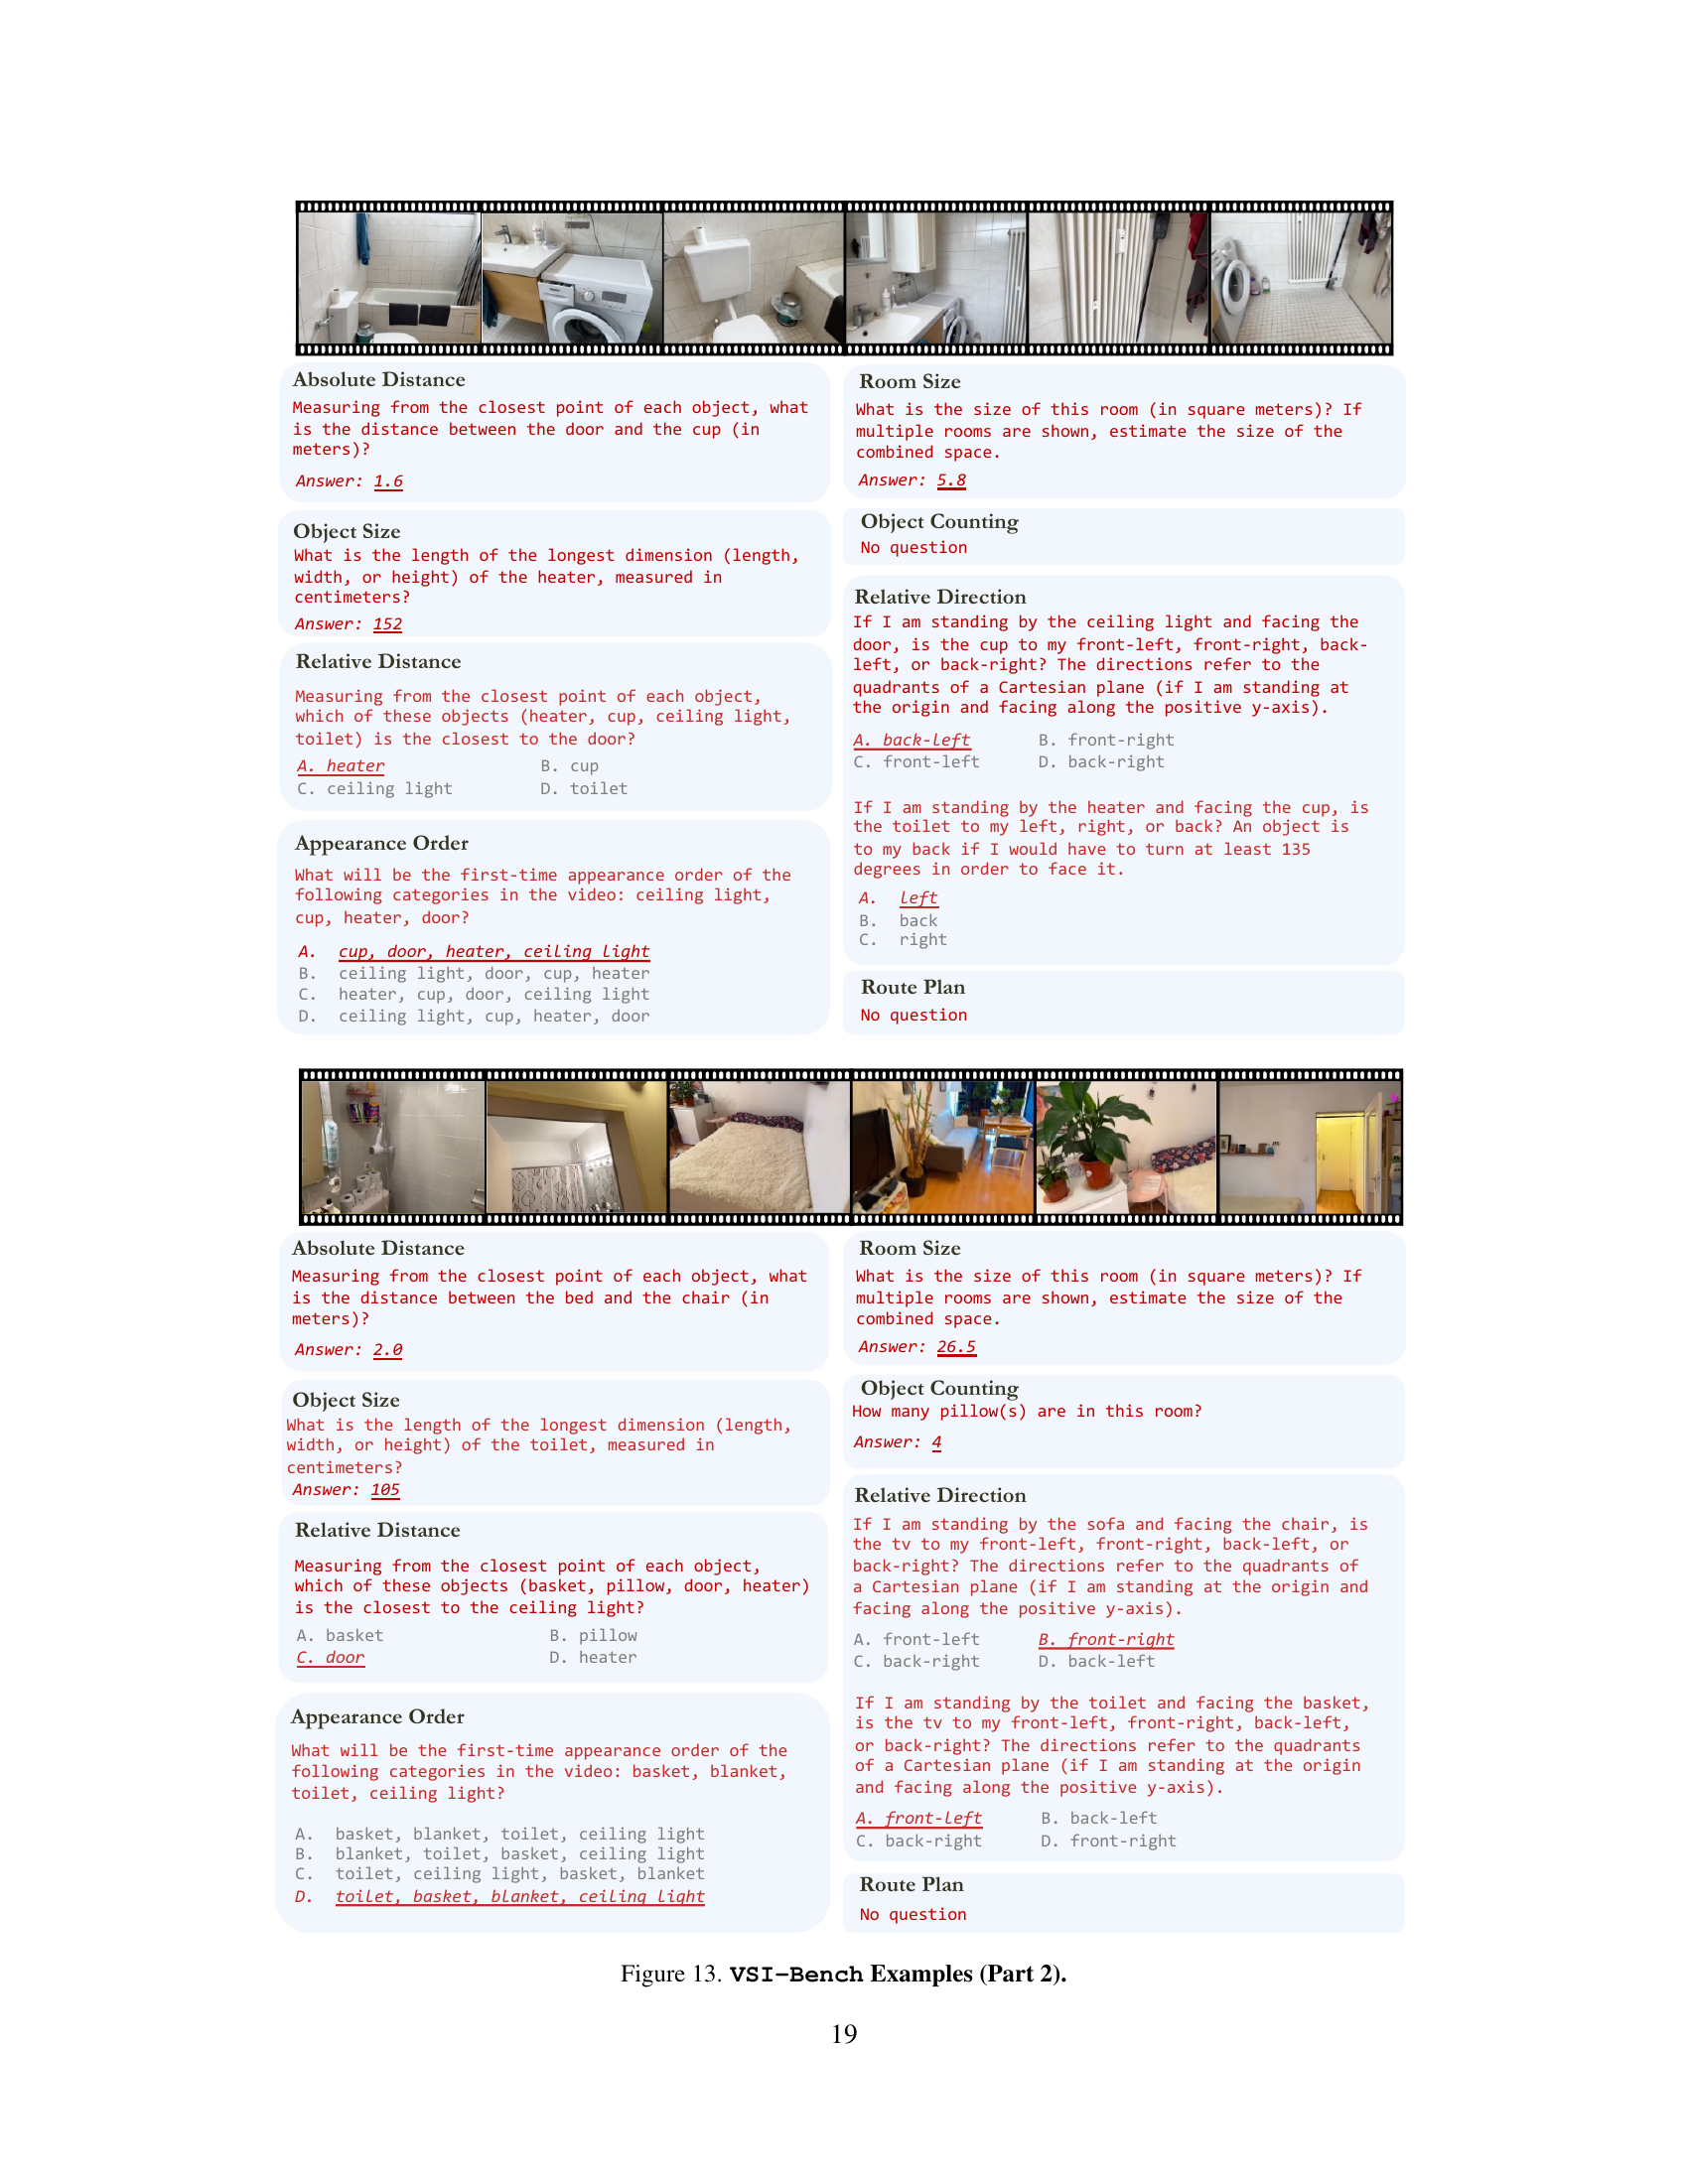 Absolute Distance
Measuring from the closest point of each object, what
is the distance between the door and the cup (in
meters)?
Answer: 1.6
Object Size
What is the length of the longest dimension (length,
width, or height) of the heater, measured in
centimeters?
Answer: 152
Relative Distance
Measuring from the closest point of each object,
which of these objects (heater, cup, ceiling light,
toilet) is the closest to the door?
A. heater B. cup
C. ceiling light D. toilet
Appearance Order
What will be the first-time appearance order of the
following categories in the video: ceiling light,
cup, heater, door?
A. cup, door, heater, ceiling light
B. ceiling light, door, cup, heater
C. heater, cup, door, ceiling light
D. ceiling light, cup, heater, door
Room Size
What is the size of this room (in square meters)? If
multiple rooms are shown, estimate the size of the
combined space.
Answer: 5.8
Object Counting
No question
Relative Direction
If I am standing by the ceiling light and facing the
door, is the cup to my front-left, front-right, back-
left, or back-right? The directions refer to the
quadrants of a Cartesian plane (if I am standing at
the origin and facing along the positive y-axis).
A. back-left B. front-right
C. front-left D. back-right
If I am standing by the heater and facing the cup, is
the toilet to my left, right, or back? An object is
to my back if I would have to turn at least 135
degrees in order to face it.
A. left
B. back
C. right
Route Plan
No question
Absolute Distance
Measuring from the closest point of each object, what
is the distance between the bed and the chair (in
meters)?
Answer: 2.0
Object Size
What is the length of the longest dimension (length,
width, or height) of the toilet, measured in
centimeters?
Answer: 105
Relative Distance
Measuring from the closest point of each object,
which of these objects (basket, pillow, door, heater)
is the closest to the ceiling light?
A. basket B. pillow
C. door D. heater
Appearance Order
What will be the first-time appearance order of the
following categories in the video: basket, blanket,
toilet, ceiling light?
A. basket, blanket, toilet, ceiling light
B. blanket, toilet, basket, ceiling light
C. toilet, ceiling light, basket, blanket
D. toilet, basket, blanket, ceiling light
Room Size
What is the size of this room (in square meters)? If
multiple rooms are shown, estimate the size of the
combined space.
Answer: 26.5
Object Counting
How many pillow(s) are in this room?
Answer: 4
Relative Direction
If I am standing by the sofa and facing the chair, is
the tv to my front-left, front-right, back-left, or
back-right? The directions refer to the quadrants of
a Cartesian plane (if I am standing at the origin and
facing along the positive y-axis).
A. front-left B. front-right
C. back-right D. back-left
If I am standing by the toilet and facing the basket,
is the tv to my front-left, front-right, back-left,
or back-right? The directions refer to the quadrants
of a Cartesian plane (if I am standing at the origin
and facing along the positive y-axis).
A. front-left B. back-left
C. back-right D. front-right
Route Plan
No question
Figure 13. VSI-Bench Examples (Part 2).
19